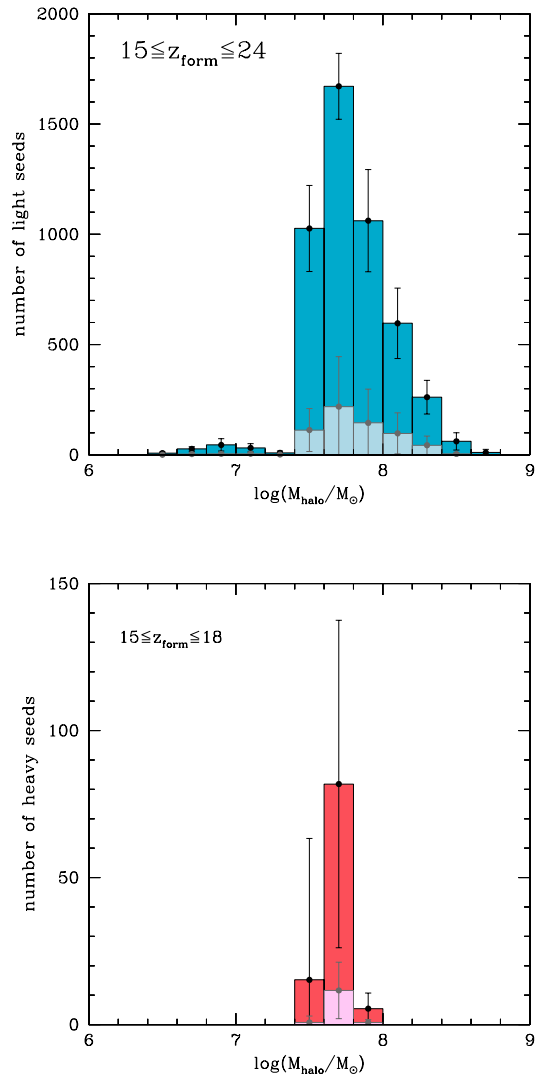 2000
15≦z_form≦24
1500
1000
number of light seeds
500
0
6 7 8 9
log(M_halo/M_⊙)
150
15≦z_form≦18
100
number of heavy seeds
50
0
6 7 8 9
log(M_halo/M_⊙)